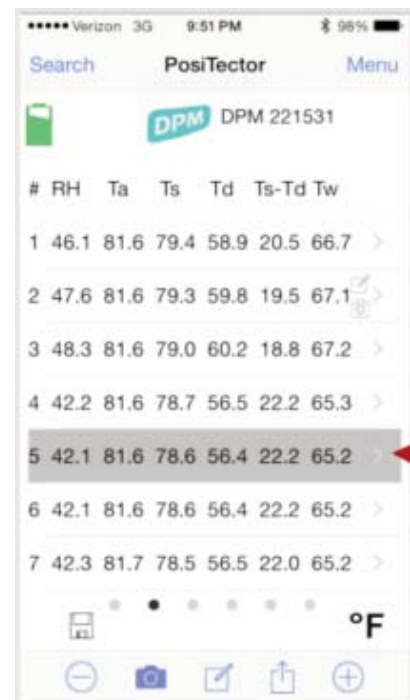 Verizon 3G 9:51 PM 98%
Search PosiTector Menu
DPM DPM 221531
# RH Ta Ts Td Ts-Td Tw
1 46.1 81.6 79.4 58.9 20.5 66.7
2 47.6 81.6 79.3 59.8 19.5 67.1
3 48.3 81.6 79.0 60.2 18.8 67.2
4 42.2 81.6 78.7 56.5 22.2 65.3
5 42.1 81.6 78.6 56.4 22.2 65.2
6 42.1 81.6 78.6 56.4 22.2 65.2
7 42.3 81.7 78.5 56.5 22.0 65.2
°F